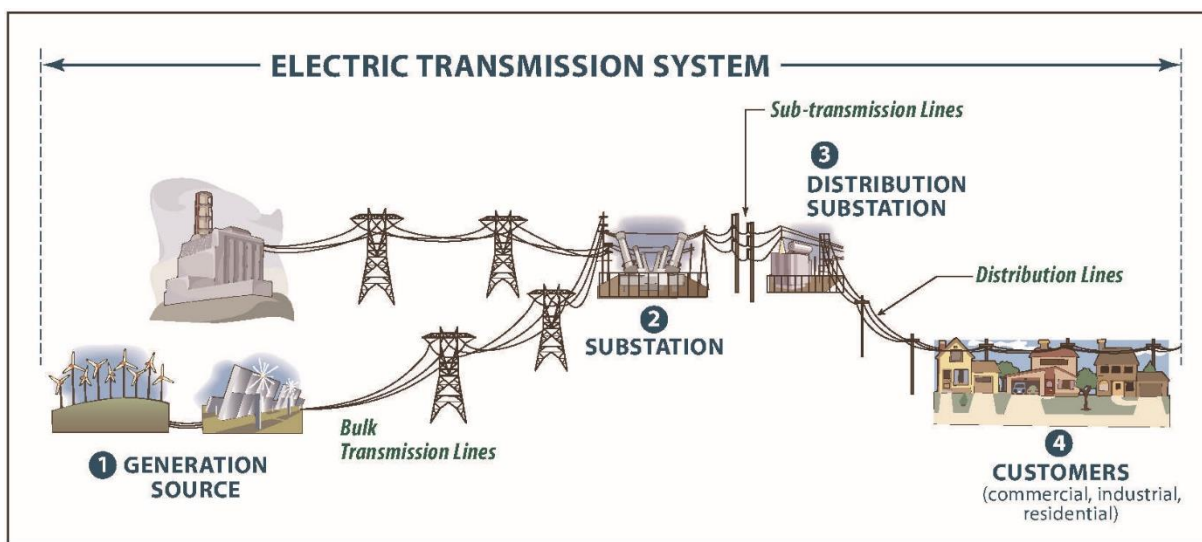 ELECTRIC TRANSMISSION SYSTEM
Sub-transmission Lines
3
DISTRIBUTION
SUBSTATION
Distribution Lines
2
SUBSTATION
Bulk
Transmission Lines
1 GENERATION
SOURCE
4
CUSTOMERS
(commercial, industrial,
residential)